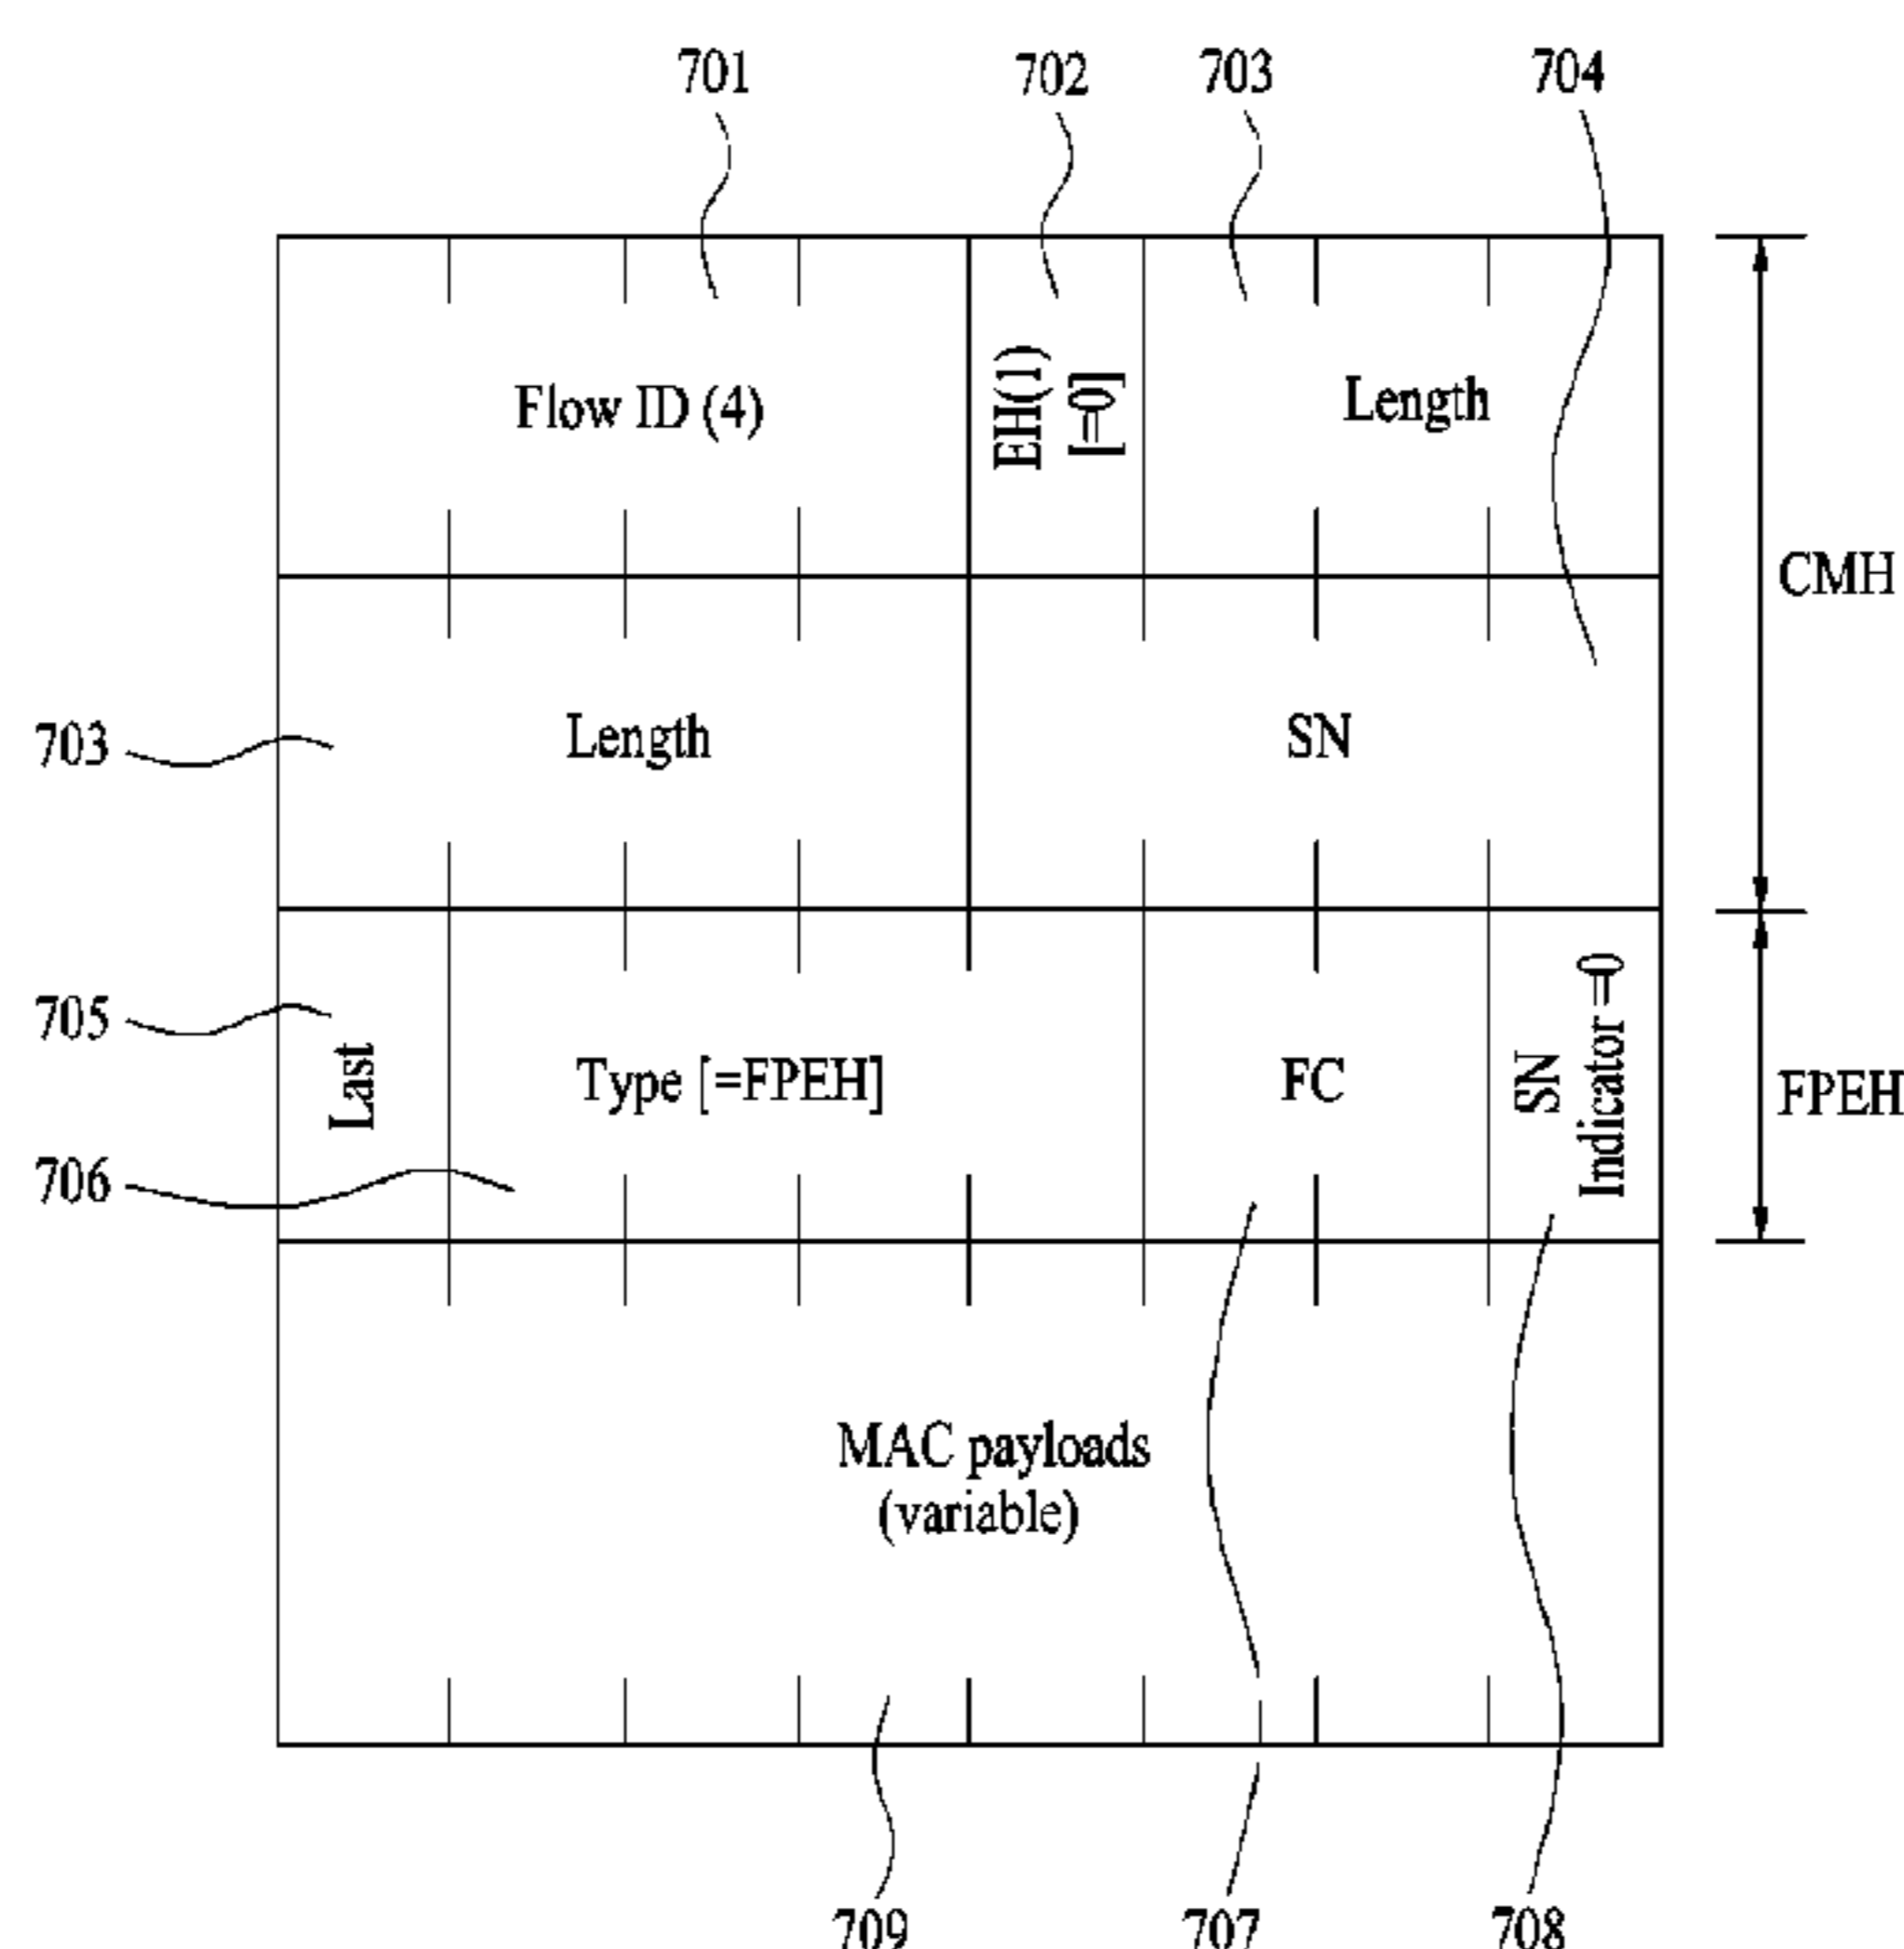 701
702
703
704
Flow ID (4)
EH(1)
[=0]
Length
CMH
703
Length
SN
705
Last
Type [=FPEH]
FC
SN
Indicator =0
FPEH
706
MAC payloads
(variable)
709
707
708